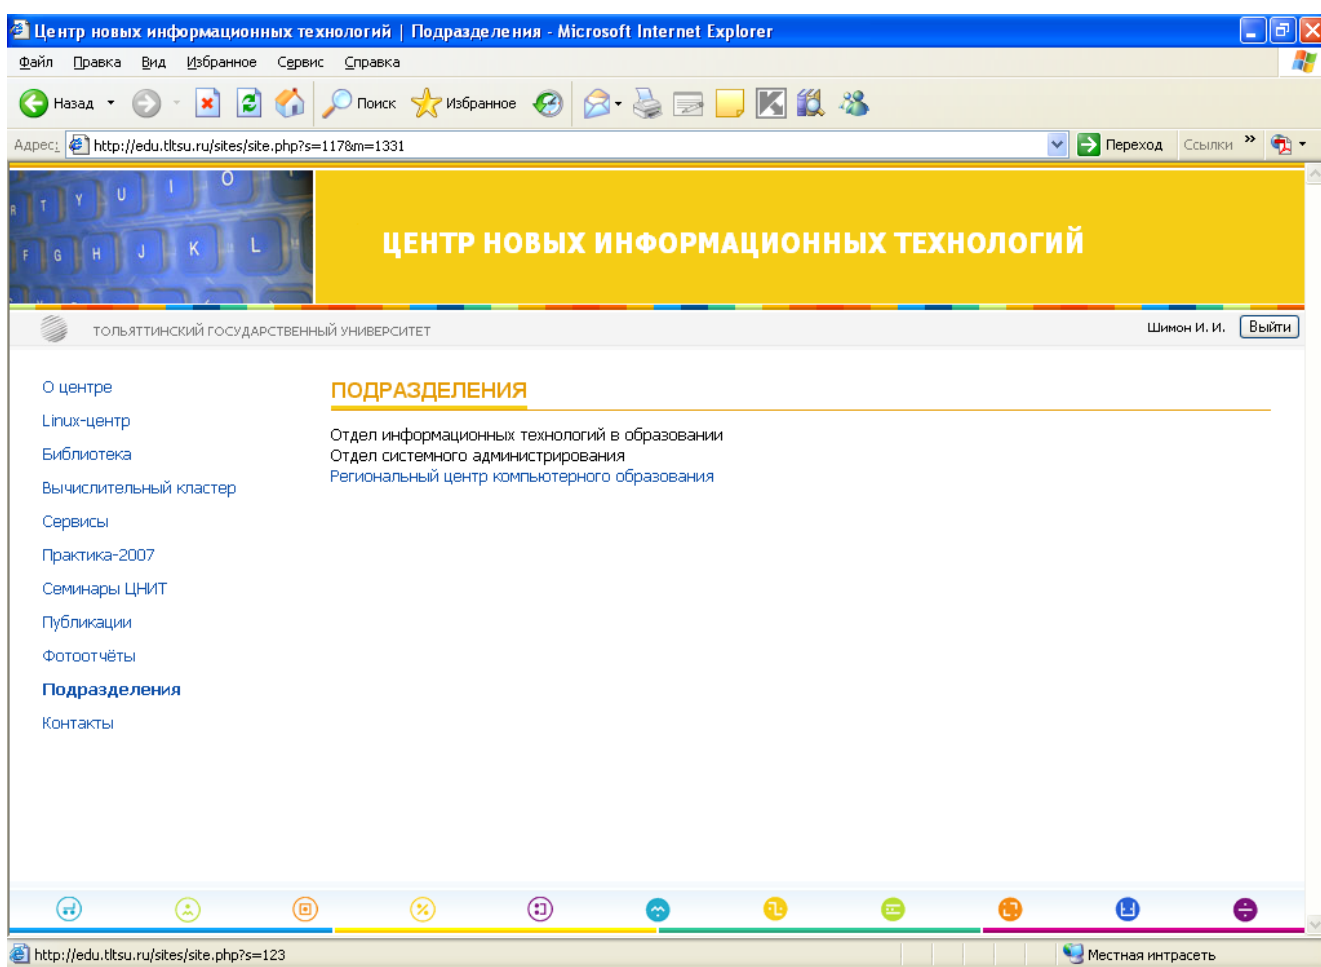 Центр новых информационных технологий | Подразделения - Microsoft Internet Explorer
Файл Правка Вид Избранное Сервис Справка
Назад Поиск Избранное
Адрес: http://edu.tltsu.ru/sites/site.php?s=117&m=1331 Переход Ссылки »
R T Y U I O
F G H J K L
ЦЕНТР НОВЫХ ИНФОРМАЦИОННЫХ ТЕХНОЛОГИЙ
ТОЛЬЯТТИНСКИЙ ГОСУДАРСТВЕННЫЙ УНИВЕРСИТЕТ
Шимон И. И. Выйти
О центре
Linux-центр
Библиотека
Вычислительный кластер
Сервисы
Практика-2007
Семинары ЦНИТ
Публикации
Фотоотчёты
Подразделения
Контакты
ПОДРАЗДЕЛЕНИЯ
Отдел информационных технологий в образовании
Отдел системного администрирования
Региональный центр компьютерного образования
http://edu.tltsu.ru/sites/site.php?s=123 Местная интрасеть